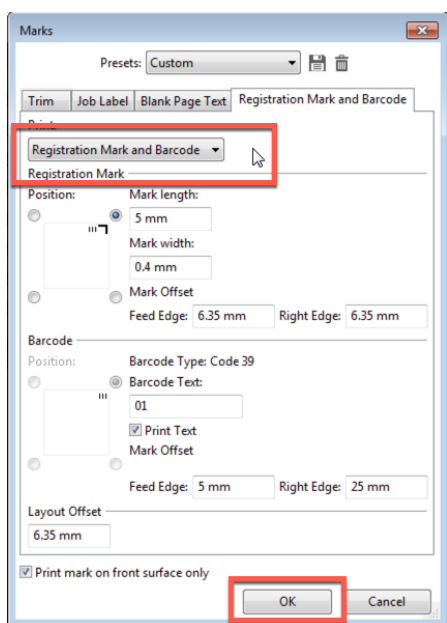 Marks
Presets: Custom
Trim Job Label Blank Page Text Registration Mark and Barcode
Print:
Registration Mark and Barcode
Registration Mark
Position: Mark length:
5 mm
Mark width:
0.4 mm
Mark Offset
Feed Edge: 6.35 mm Right Edge: 6.35 mm
Barcode
Position: Barcode Type: Code 39
Barcode Text:
01
Print Text
Mark Offset
Feed Edge: 5 mm Right Edge: 25 mm
Layout Offset
6.35 mm
Print mark on front surface only
OK Cancel